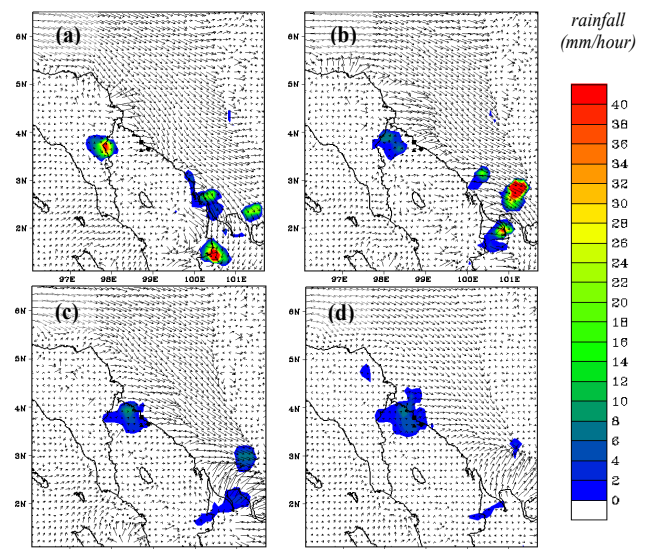 (a)
(b)
rainfall
(mm/hour)
6N
5N
4N
3N
2N
6N
5N
4N
3N
2N
97E 98E 99E 100E 101E
97E 98E 99E 100E 101E
(c)
(d)
6N
5N
4N
3N
2N
6N
5N
4N
3N
2N
40
38
36
34
32
30
28
26
24
22
20
18
16
14
12
10
8
6
4
2
0